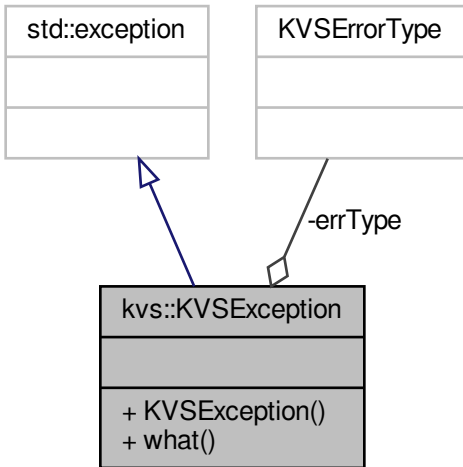 std::exception
KVSErrorType
-errType
kvs::KVSException
+ KVSException()
+ what()